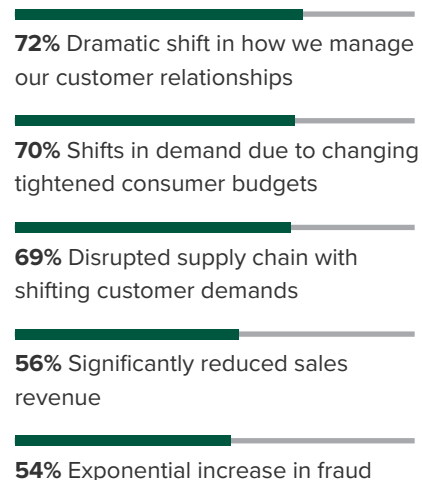 72% Dramatic shift in how we manage
our customer relationships
70% Shifts in demand due to changing
tightened consumer budgets
69% Disrupted supply chain with
shifting customer demands
56% Significantly reduced sales
revenue
54% Exponential increase in fraud